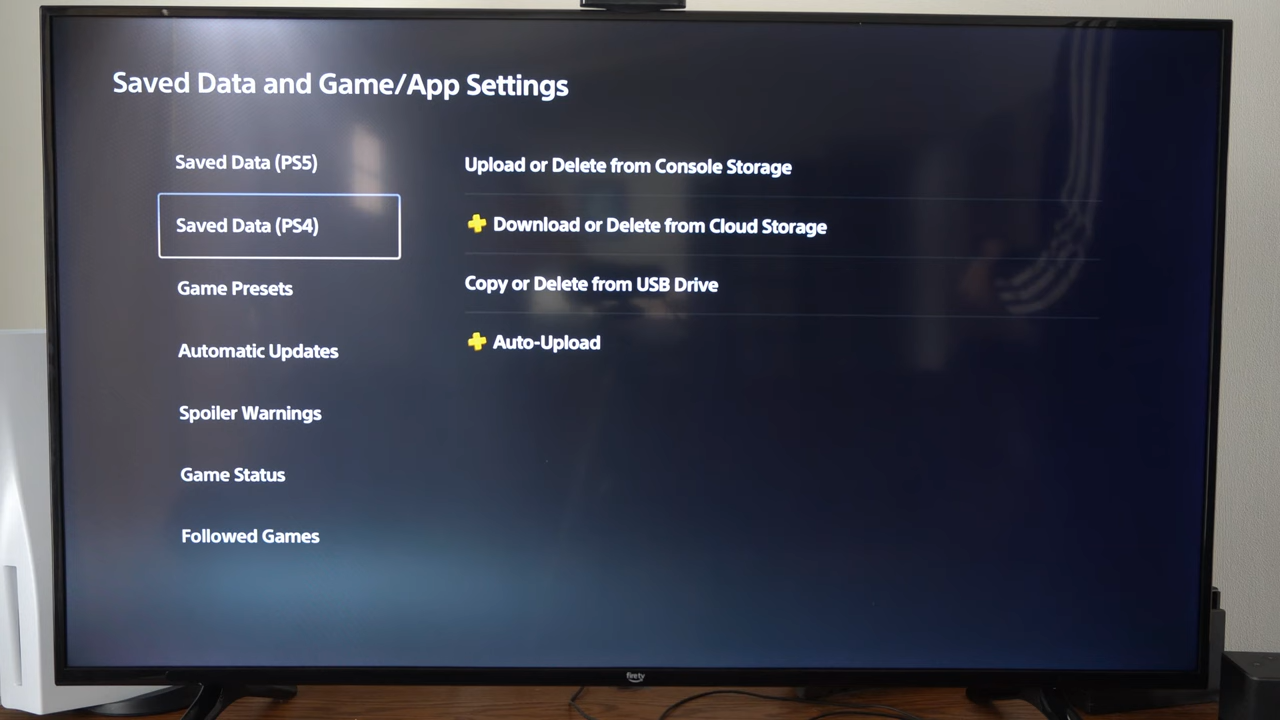 Saved Data and Game/App Settings
Saved Data (PS5)
Saved Data (PS4)
Game Presets
Automatic Updates
Spoiler Warnings
Game Status
Followed Games
Upload or Delete from Console Storage
Download or Delete from Cloud Storage
Copy or Delete from USB Drive
Auto-Upload
firetv